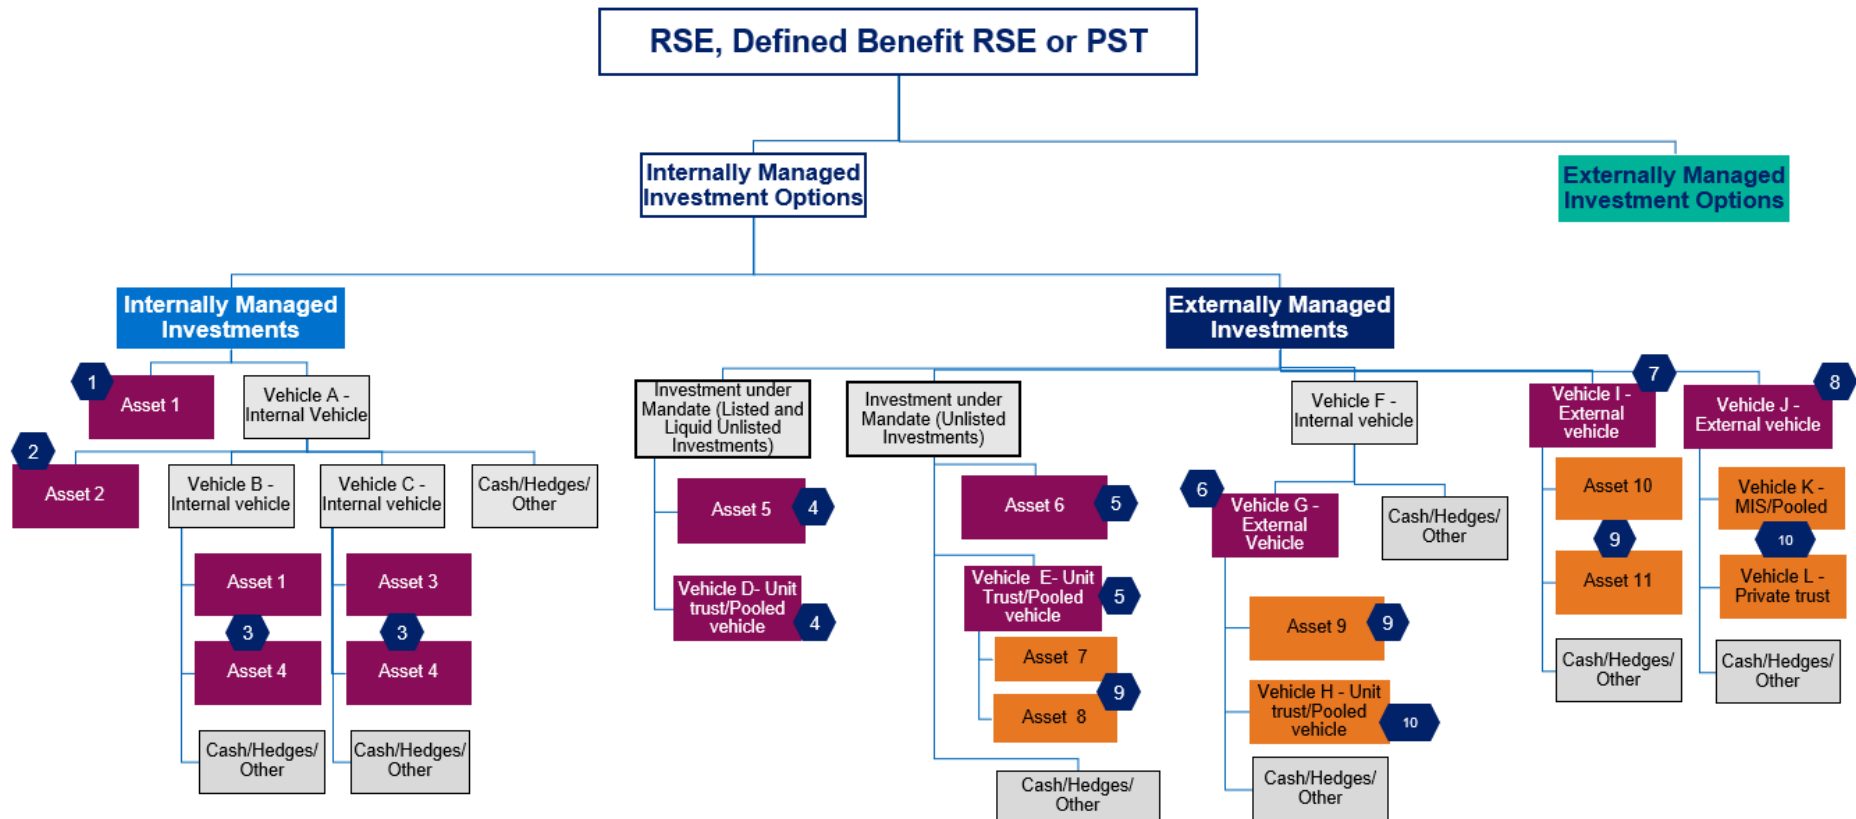 RSE, Defined Benefit RSE or PST
Internally Managed
Investment Options
Externally Managed
Investment Options
Internally Managed
Investments
Externally Managed
Investments
1
Asset 1
Vehicle A -
Internal Vehicle
2
Asset 2
Vehicle B -
Internal vehicle
Vehicle C -
Internal vehicle
Cash/Hedges/
Other
Asset 1
3
Asset 4
Cash/Hedges/
Other
Asset 3
3
Asset 4
Cash/Hedges/
Other
Investment under
Mandate (Listed and
Liquid Unlisted
Investments)
Asset 5
4
Vehicle D- Unit
trust/Pooled
vehicle
4
Investment under
Mandate (Unlisted
Investments)
Asset 6
5
Vehicle E- Unit
Trust/Pooled
vehicle
5
Asset 7
9
Asset 8
Cash/Hedges/
Other
Vehicle F -
Internal vehicle
6
Vehicle G -
External
Vehicle
Cash/Hedges/
Other
Asset 9
9
Vehicle H - Unit
trust/Pooled
vehicle
10
Cash/Hedges/
Other
7
Vehicle I -
External
vehicle
Asset 10
9
Asset 11
Cash/Hedges/
Other
8
Vehicle J -
External vehicle
Vehicle K -
MIS/Pooled
10
Vehicle L -
Private trust
Cash/Hedges/
Other